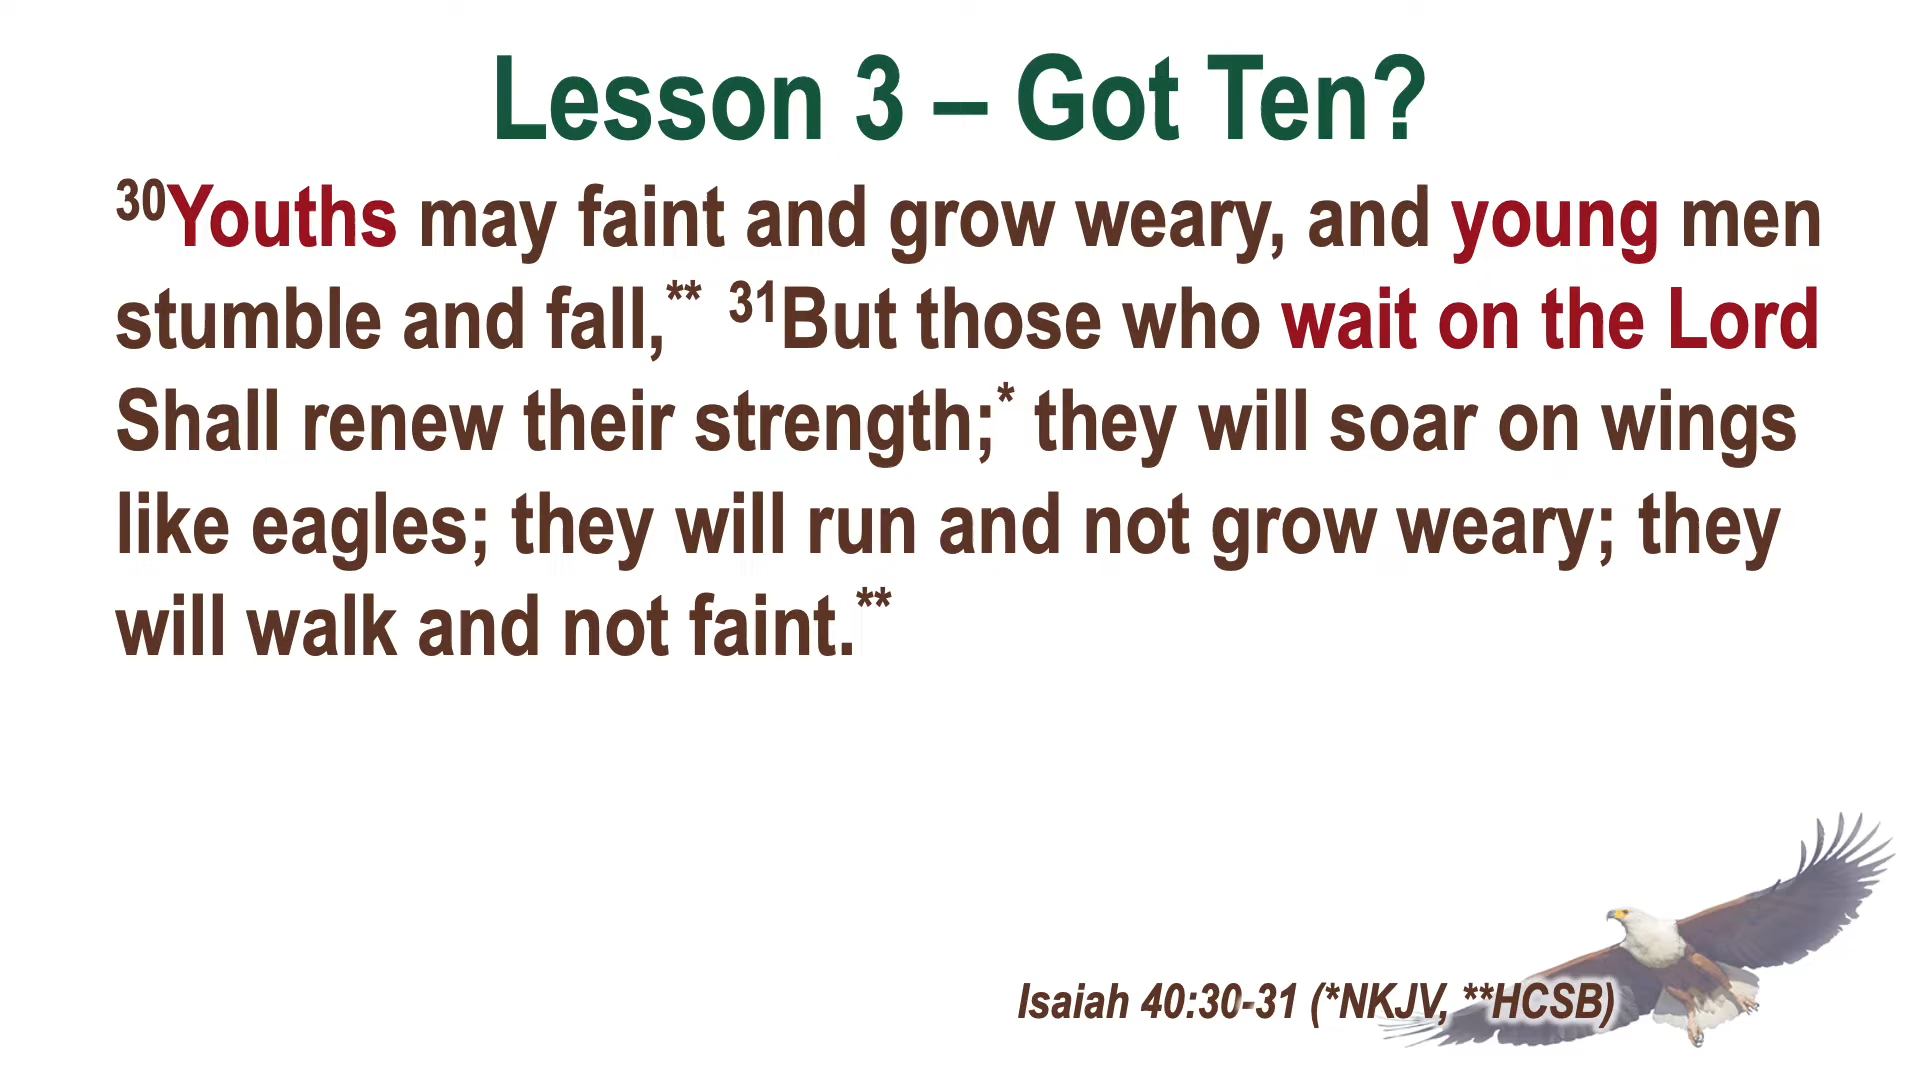 Lesson 3 – Got Ten?
30Youths may faint and grow weary, and young men
stumble and fall,** 31But those who wait on the Lord
Shall renew their strength;* they will soar on wings
like eagles; they will run and not grow weary; they
will walk and not faint.**
Isaiah 40:30-31 (*NKJV, **HCSB)